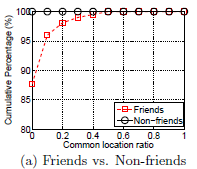 100
95
90
85
80
Cumulative Percentage (%)
0 0.2 0.4 0.6 0.8 1
Common location ratio
Friends
Non-friends
(a) Friends vs. Non-friends